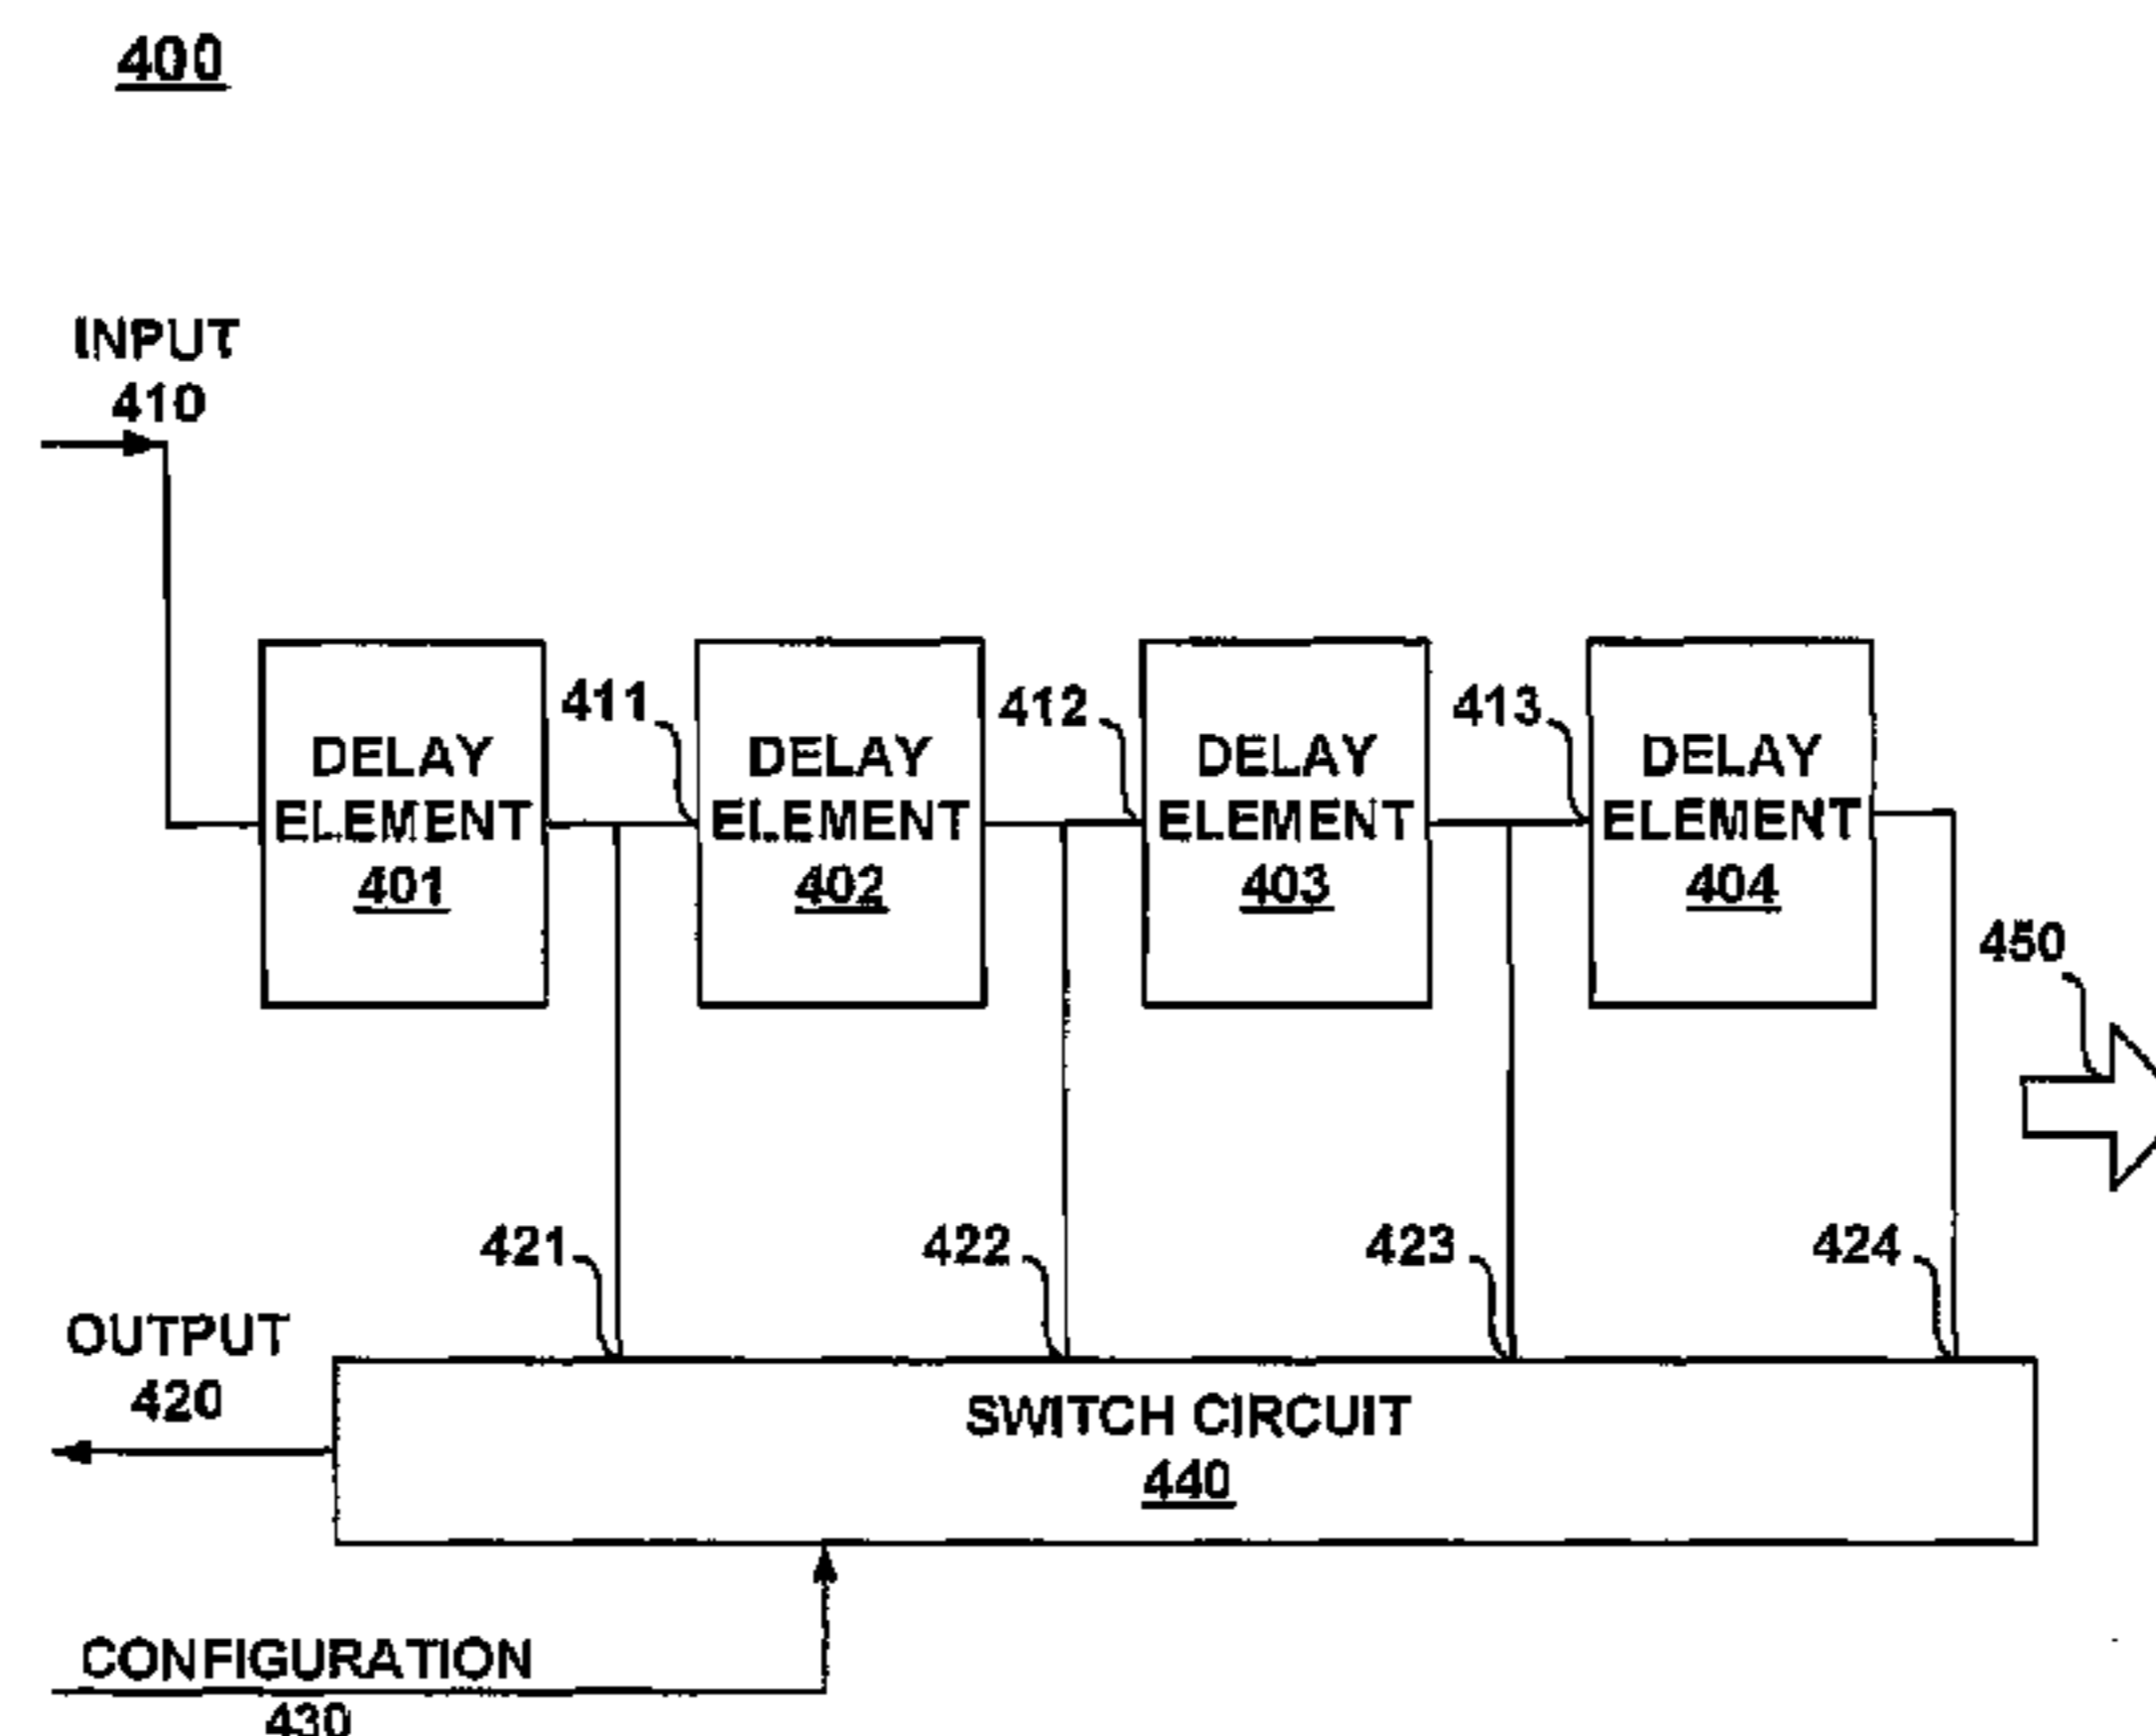 400
INPUT
410
411
412
413
DELAY
ELEMENT
401
DELAY
ELEMENT
402
DELAY
ELEMENT
403
DELAY
ELEMENT
404
450
421
422
423
424
OUTPUT
420
SWITCH CIRCUIT
440
CONFIGURATION
430